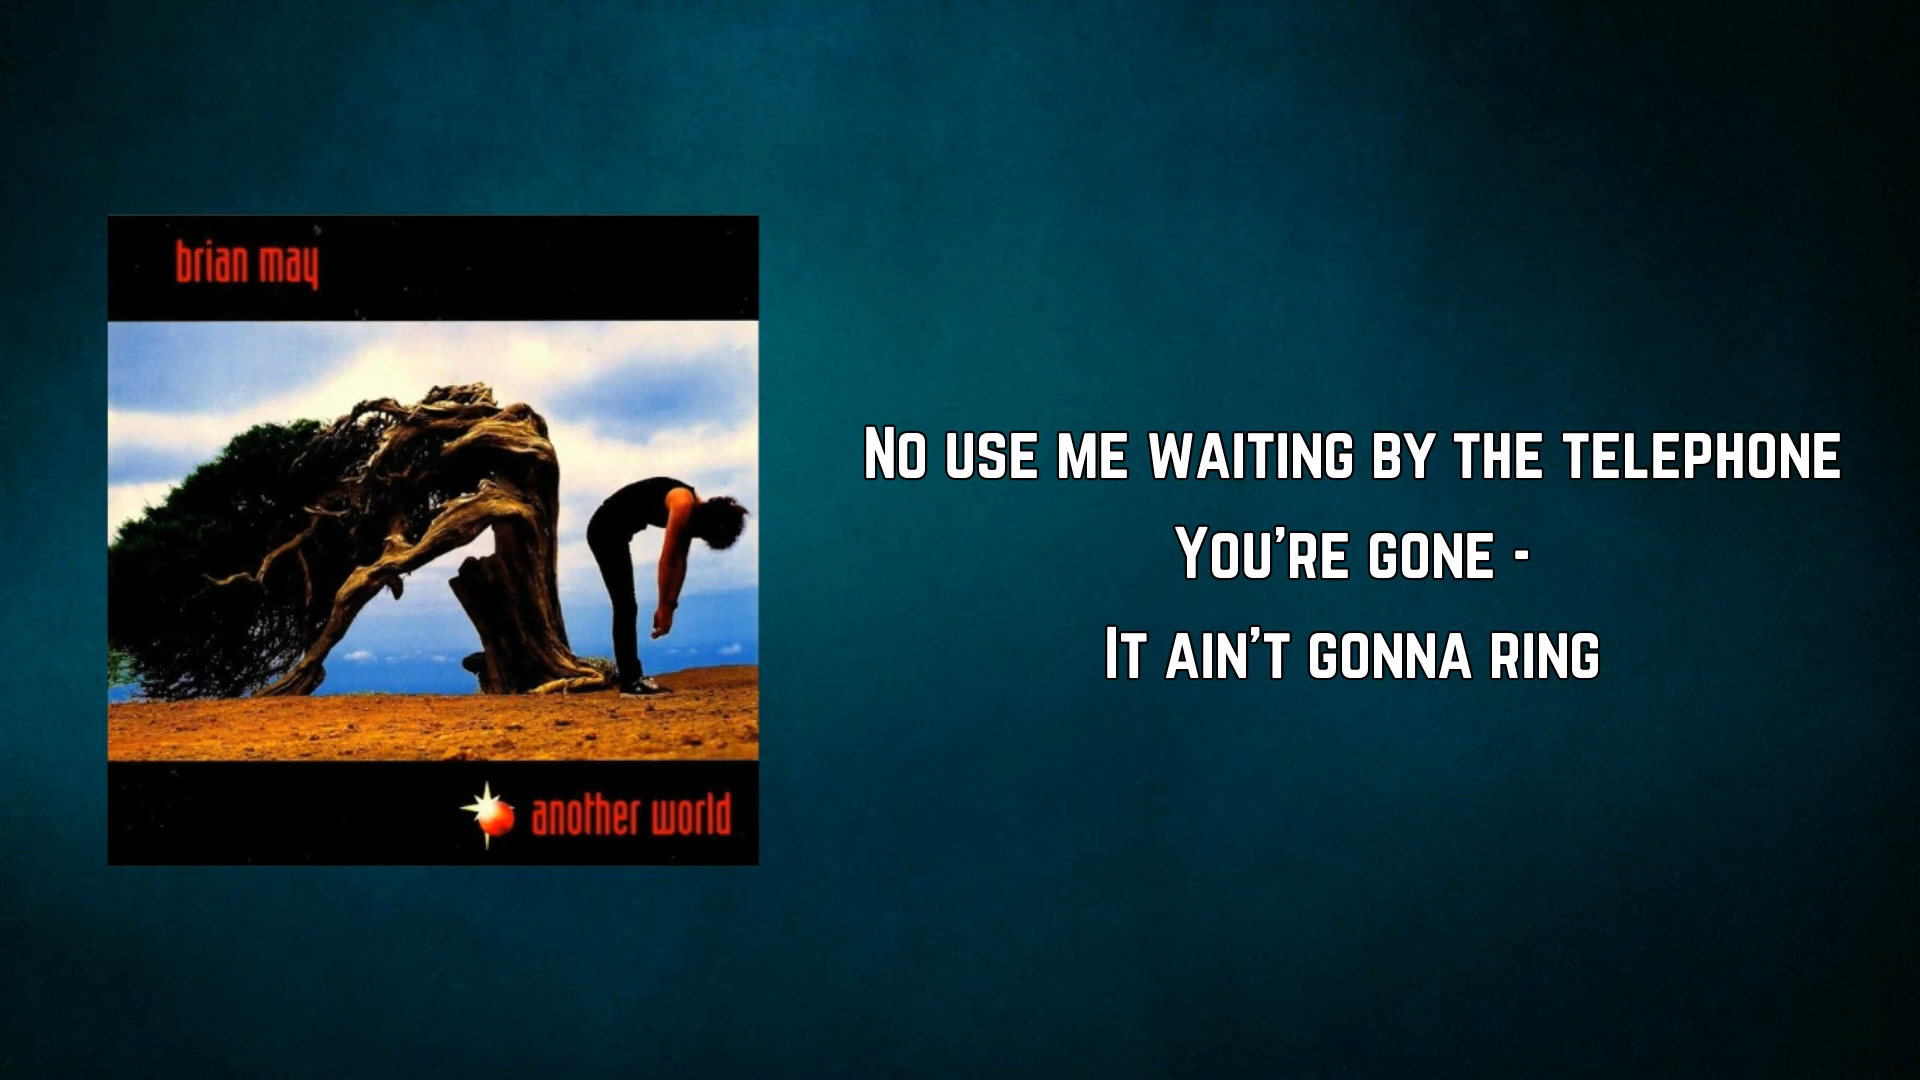 brian may
another world
No use me waiting by the telephone
You're gone -
It ain't gonna ring